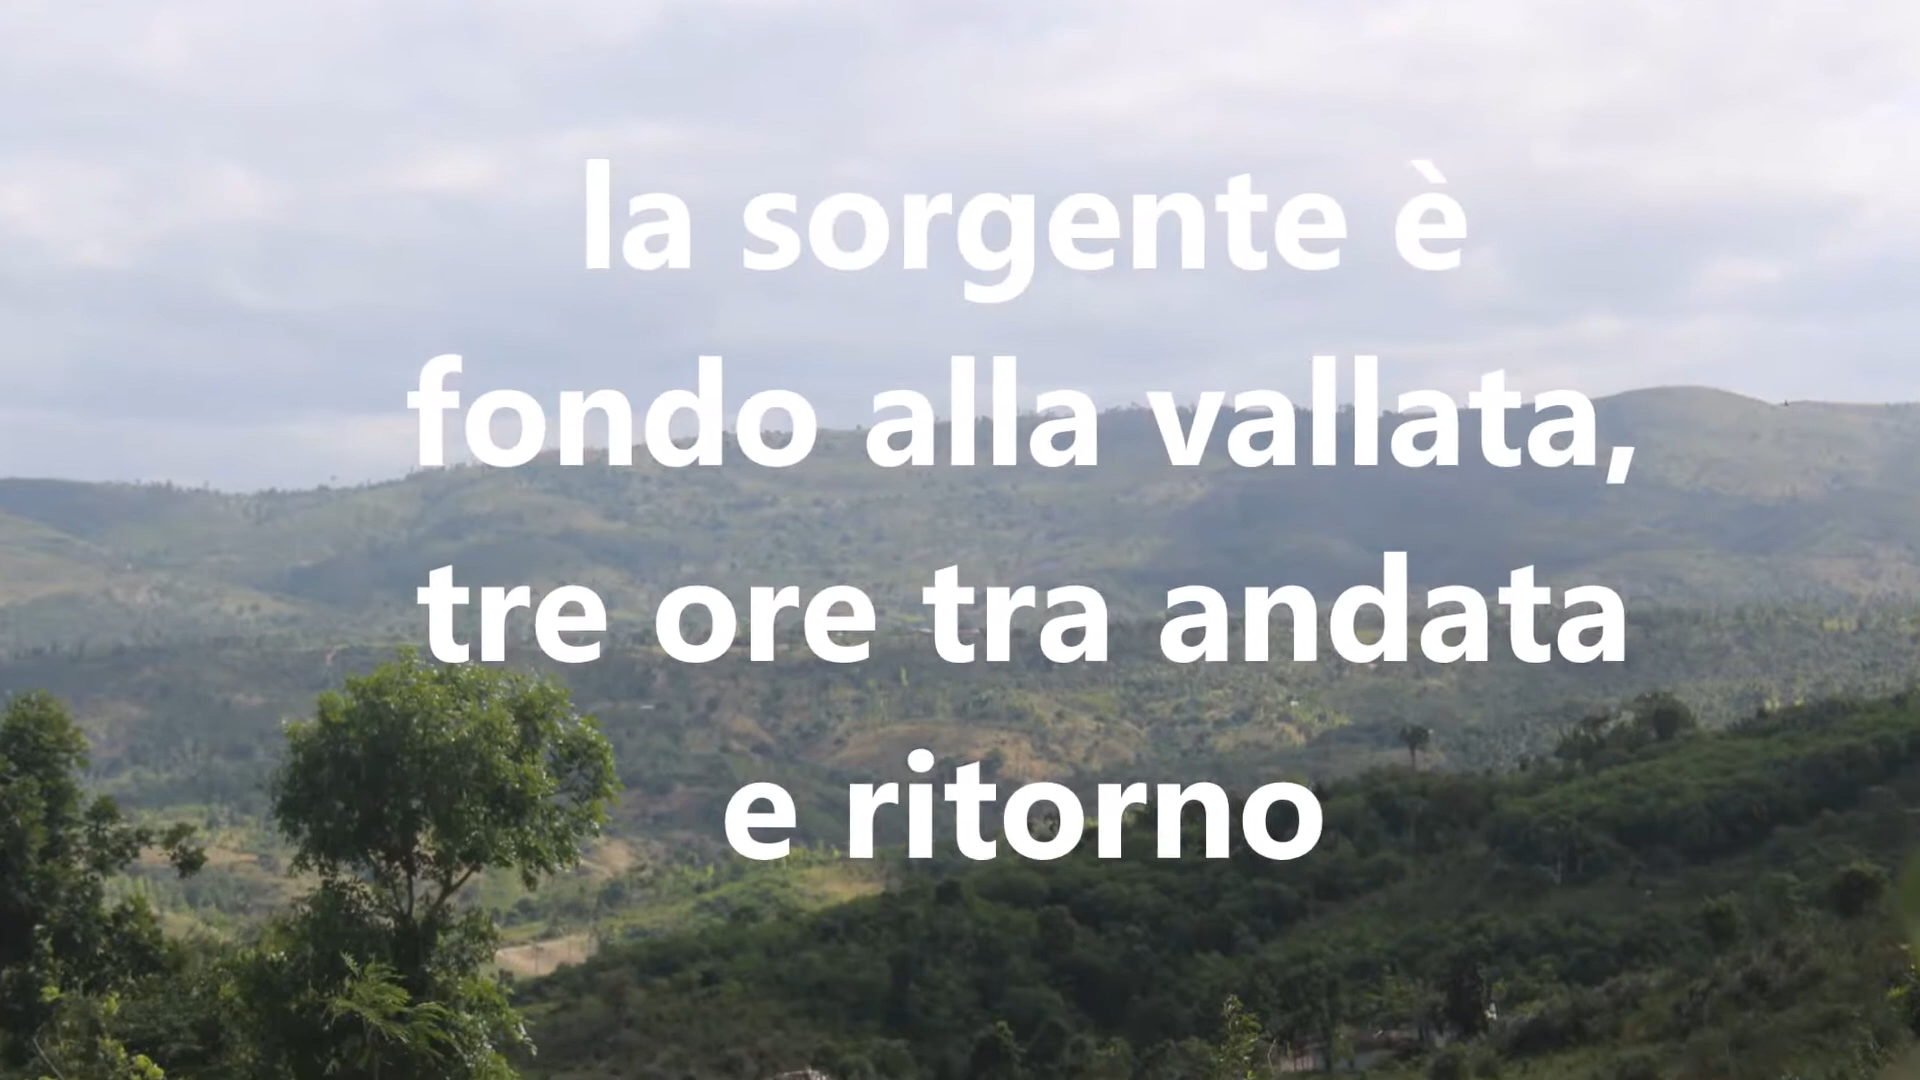 la sorgente è
fondo alla vallata,
tre ore tra andata
e ritorno